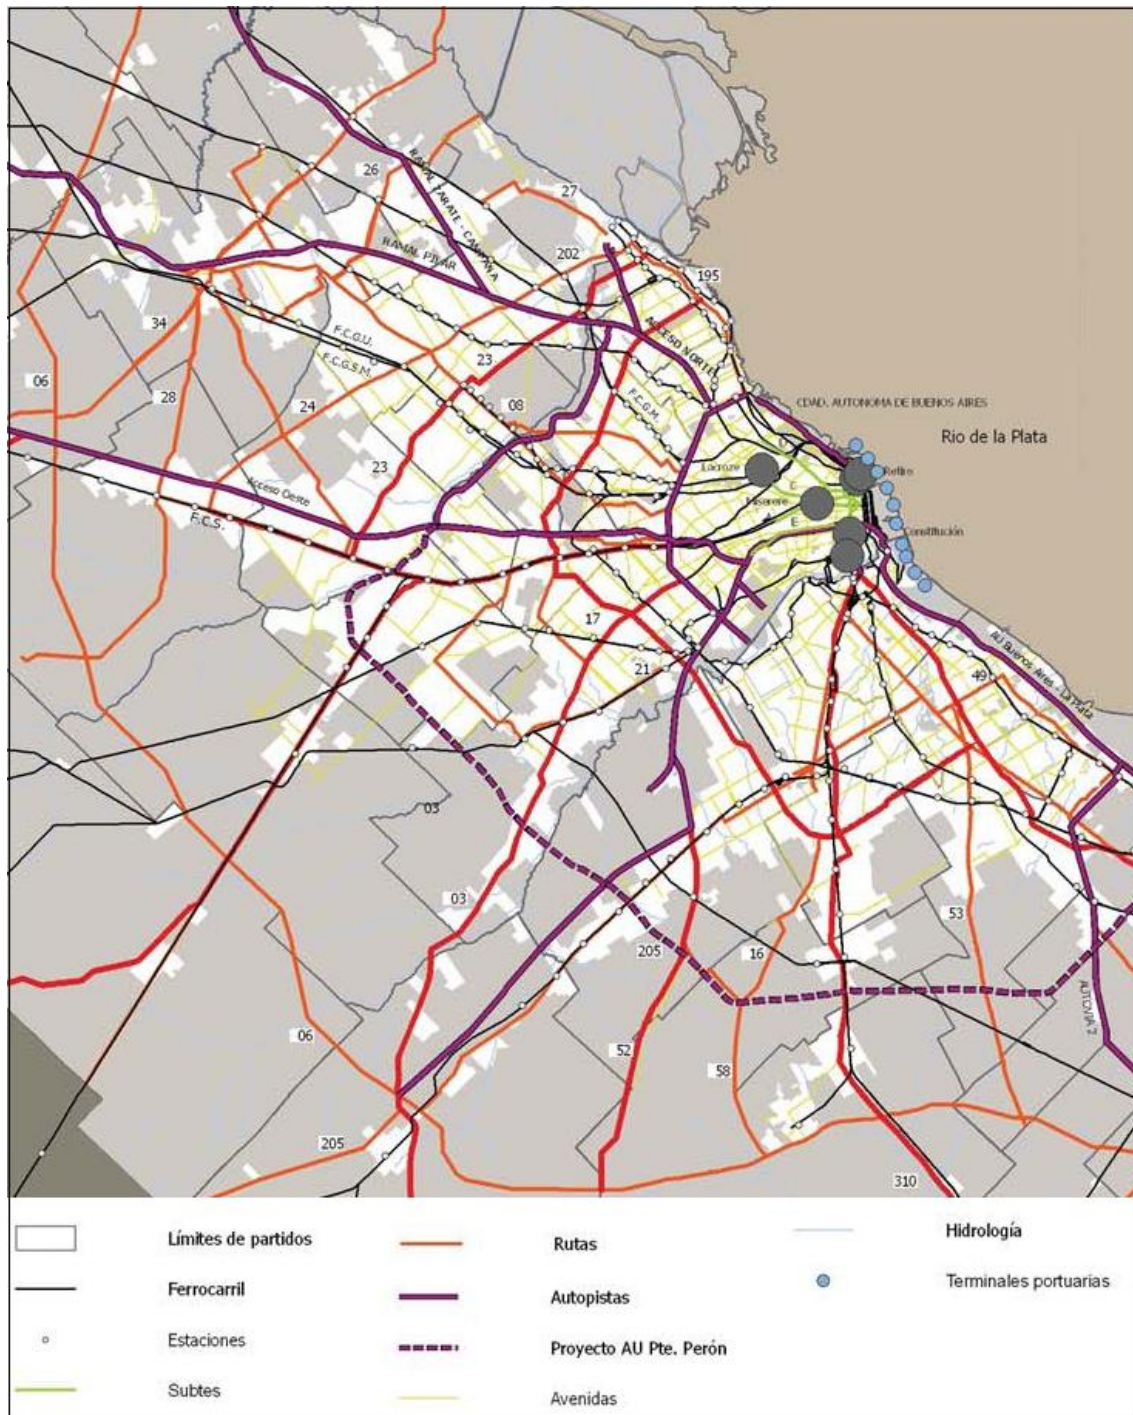 26
RAMAL ZARATE - CAMPANA
27
202
RAMAL PILAR
195
34
F.C.G.U.
F.C.G.S.M.
23
ACCESO NORTE
06
28
24
08
F.C.G.M.
CDAD. AUTONOMA DE BUENOS AIRES
Rio de la Plata
23
Lacroze
Retiro
Acceso Oeste
Miserere
C
A
E
F.C.S.
Constitución
17
21
49
AU Buenos Aires - La Plata
03
03
53
205
16
AUTOVIA 2
06
52
58
205
310
Límites de partidos
Rutas
Hidrología
Ferrocarril
Autopistas
Terminales portuarias
Estaciones
Proyecto AU Pte. Perón
Subtes
Avenidas